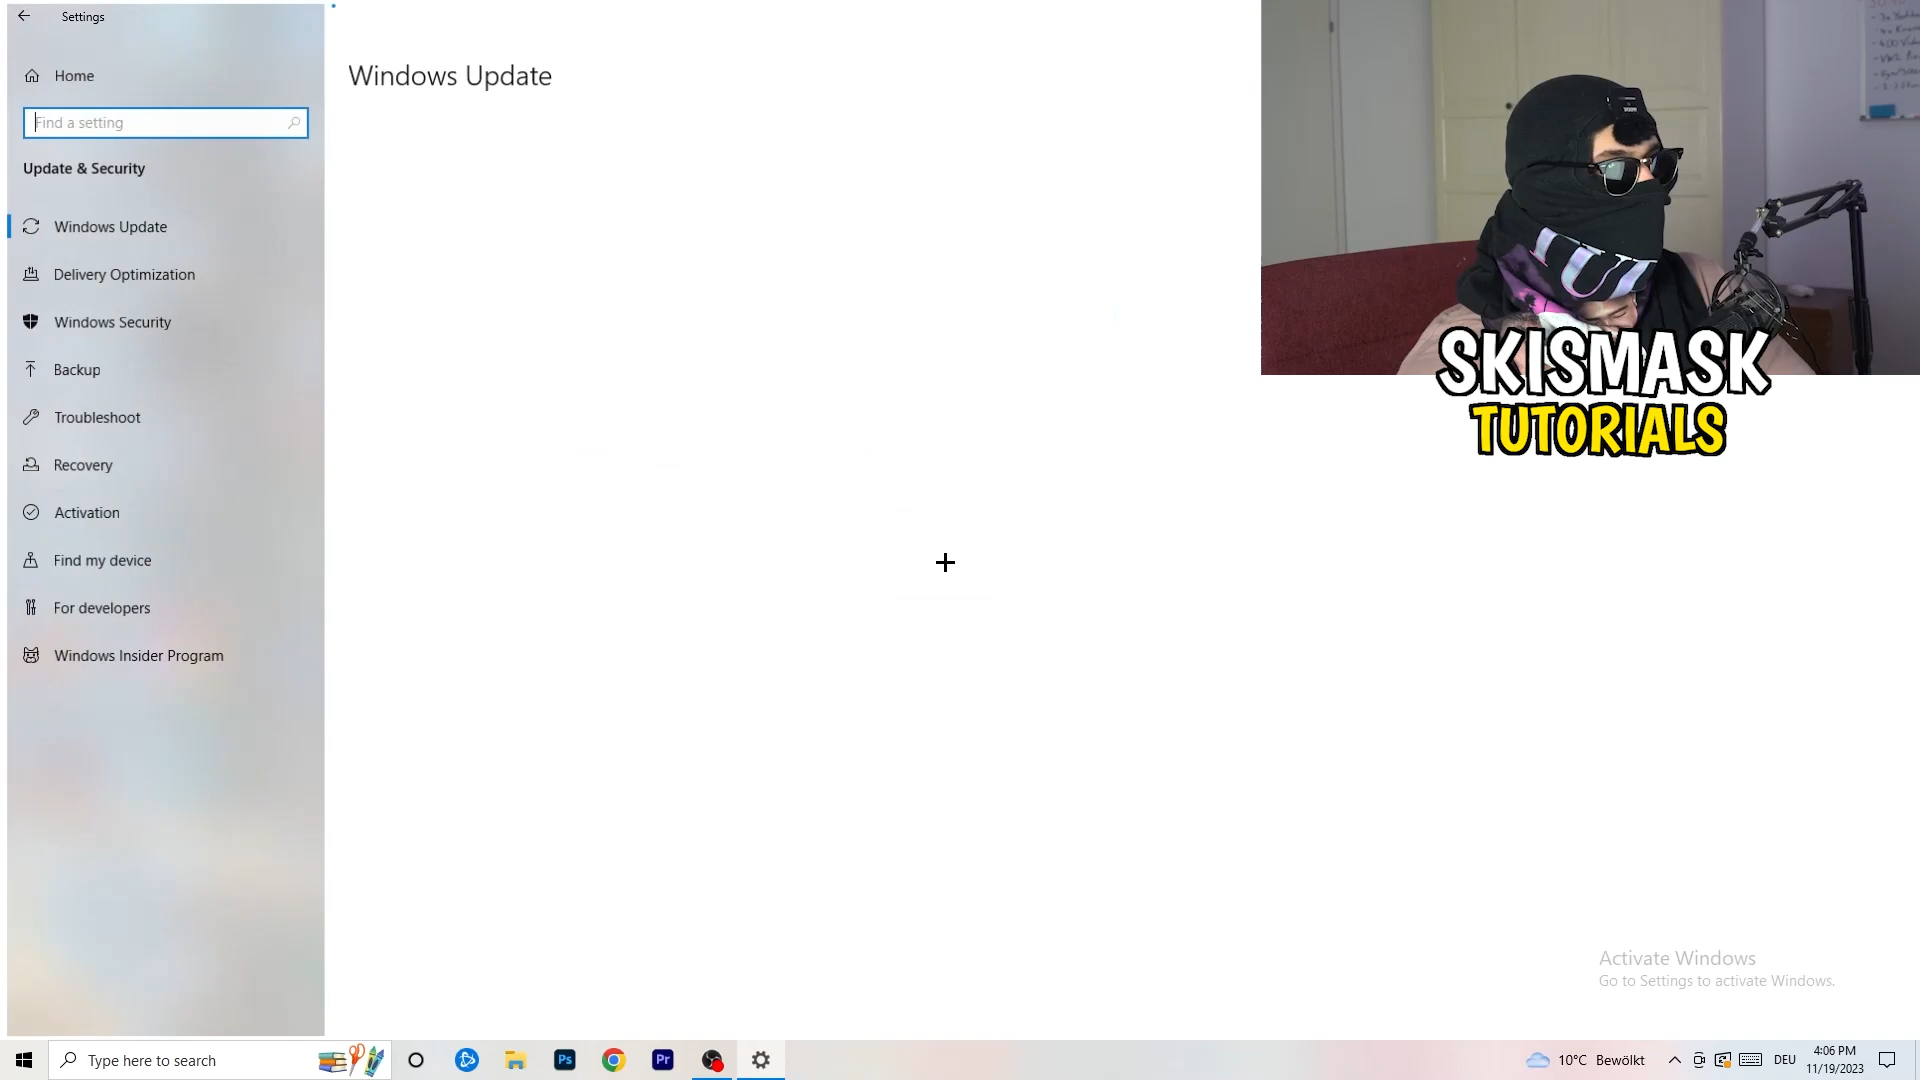 Settings
Home
Find a setting
Update & Security
Windows Update
Delivery Optimization
Windows Security
Backup
Troubleshoot
Recovery
Activation
Find my device
For developers
Windows Insider Program
Windows Update
SKISMASK
TUTORIALS
Activate Windows
Go to Settings to activate Windows.
Type here to search
Ps
Pr
10°C Bewölkt
DEU
4:06 PM
11/19/2023